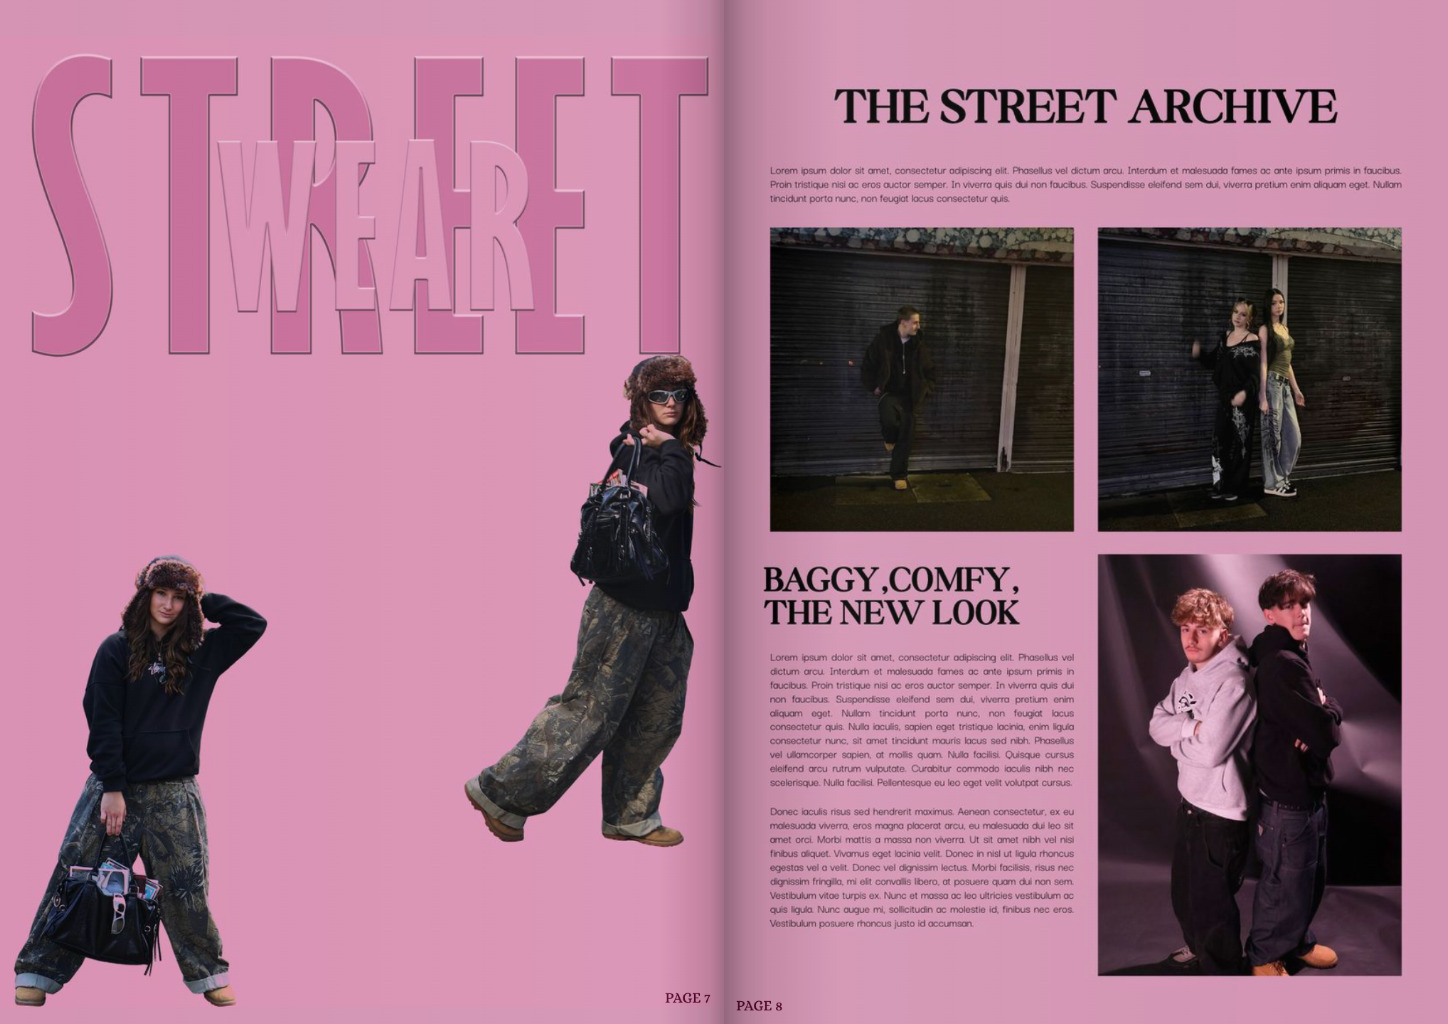 STREET
WEAR
PAGE 7
THE STREET ARCHIVE
Lorem ipsum dolor sit amet, consectetur adipiscing elit. Phasellus vel dictum arcu. Interdum et malesuada fames ac ante ipsum primis in faucibus.
Proin tristique nisi ac eros auctor semper. In viverra quis dui non faucibus. Suspendisse eleifend sem dui, viverra pretium enim aliquam eget. Nullam
tincidunt porta nunc, non feugiat lacus consectetur quis.
BAGGY,COMFY,
THE NEW LOOK
Lorem ipsum dolor sit amet, consectetur adipiscing elit. Phasellus vel
dictum arcu. Interdum et malesuada fames ac ante ipsum primis in
faucibus. Proin tristique nisi ac eros auctor semper. In viverra quis dui
non faucibus. Suspendisse eleifend sem dui, viverra pretium enim
aliquam eget. Nullam tincidunt porta nunc, non feugiat lacus
consectetur quis. Nulla iaculis, sapien eget tristique lacinia, enim ligula
consectetur nunc, sit amet tincidunt mauris lacus sed nibh. Phasellus
vel ullamcorper sapien, at mollis quam. Nulla facilisi. Quisque cursus
eleifend arcu rutrum vulputate. Curabitur commodo iaculis nibh nec
scelerisque. Nulla facilisi. Pellentesque eu leo eget velit volutpat cursus.
Donec iaculis risus sed hendrerit maximus. Aenean consectetur, ex eu
malesuada viverra, eros magna placerat arcu, eu malesuada dui leo sit
amet orci. Morbi mattis a massa non viverra. Ut sit amet nibh vel nisi
finibus aliquet. Vivamus eget lacinia velit. Donec in nisl ut ligula rhoncus
egestas vel a velit. Donec vel dignissim lectus. Morbi facilisis, risus nec
dignissim fringilla, mi elit convallis libero, at posuere quam dui non sem.
Vestibulum vitae turpis ex. Nunc et massa ac leo ultricies vestibulum ac
quis ligula. Nunc augue mi, sollicitudin ac molestie id, finibus nec eros.
Vestibulum posuere rhoncus justo id accumsan.
PAGE 8